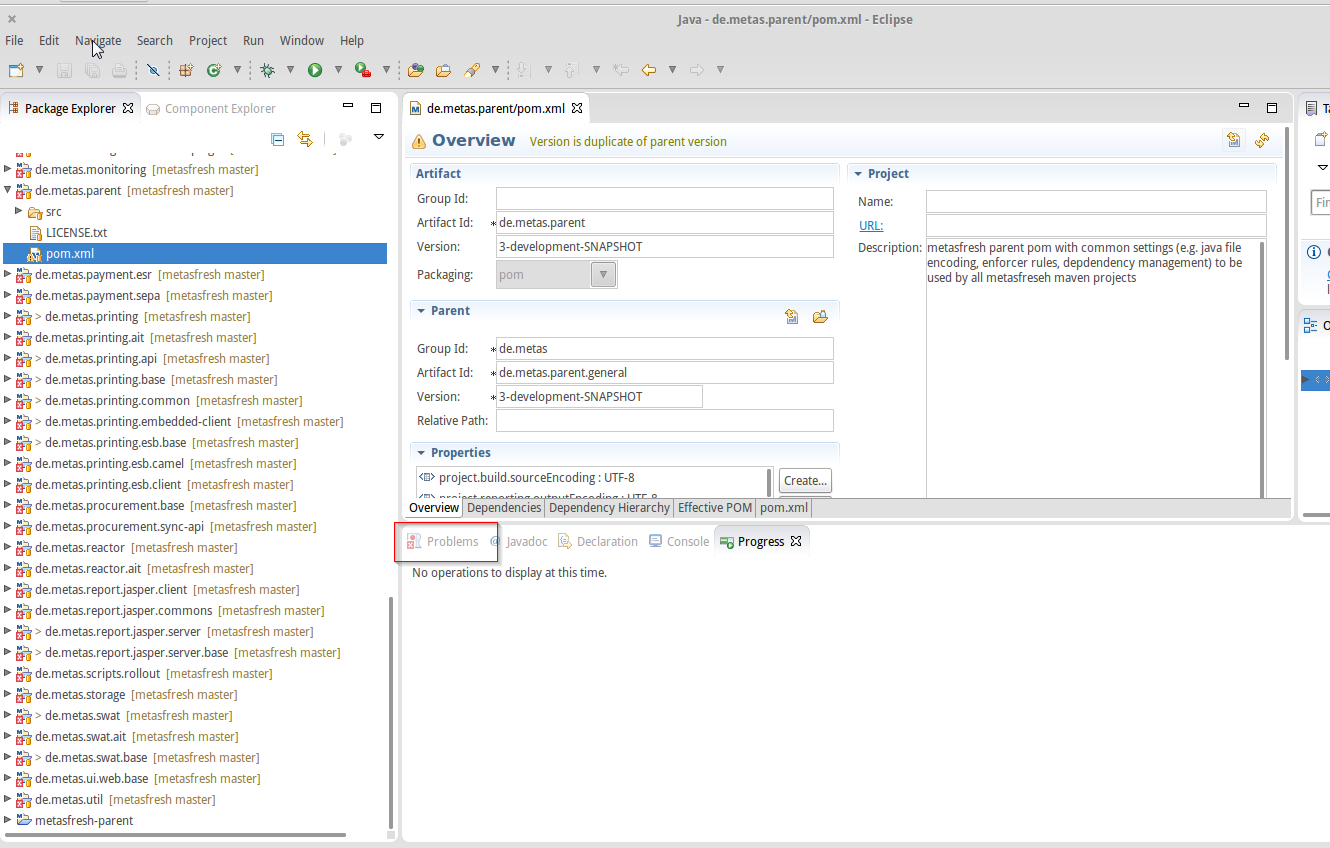 Java - de.metas.parent/pom.xml - Eclipse
File Edit Navigate Search Project Run Window Help
Package Explorer Component Explorer
de.metas.monitoring [metasfresh master]
de.metas.parent [metasfresh master]
src
LICENSE.txt
pom.xml
de.metas.payment.esr [metasfresh master]
de.metas.payment.sepa [metasfresh master]
> de.metas.printing [metasfresh master]
de.metas.printing.ait [metasfresh master]
> de.metas.printing.api [metasfresh master]
> de.metas.printing.base [metasfresh master]
> de.metas.printing.common [metasfresh master]
> de.metas.printing.embedded-client [metasfresh master]
> de.metas.printing.esb.base [metasfresh master]
de.metas.printing.esb.camel [metasfresh master]
> de.metas.printing.esb.client [metasfresh master]
de.metas.procurement.base [metasfresh master]
de.metas.procurement.sync-api [metasfresh master]
de.metas.reactor [metasfresh master]
de.metas.reactor.ait [metasfresh master]
de.metas.report.jasper.client [metasfresh master]
de.metas.report.jasper.commons [metasfresh master]
> de.metas.report.jasper.server [metasfresh master]
> de.metas.report.jasper.server.base [metasfresh master]
de.metas.scripts.rollout [metasfresh master]
de.metas.storage [metasfresh master]
> de.metas.swat [metasfresh master]
de.metas.swat.ait [metasfresh master]
> de.metas.swat.base [metasfresh master]
de.metas.ui.web.base [metasfresh master]
de.metas.util [metasfresh master]
metasfresh-parent
de.metas.parent/pom.xml
Overview Version is duplicate of parent version
Artifact
Group Id:
Artifact Id: * de.metas.parent
Version: 3-development-SNAPSHOT
Packaging: pom
Parent
Group Id: * de.metas
Artifact Id: * de.metas.parent.general
Version: * 3-development-SNAPSHOT
Relative Path:
Properties
project.build.sourceEncoding : UTF-8
Create...
project.reporting.outputEncoding : UTF-8
Project
Name:
URL:
Description: metasfresh parent pom with common settings (e.g. java file
encoding, enforcer rules, depdendency management) to be
used by all metasfreseh maven projects
Overview Dependencies Dependency Hierarchy Effective POM pom.xml
Problems @ Javadoc Declaration Console Progress
No operations to display at this time.